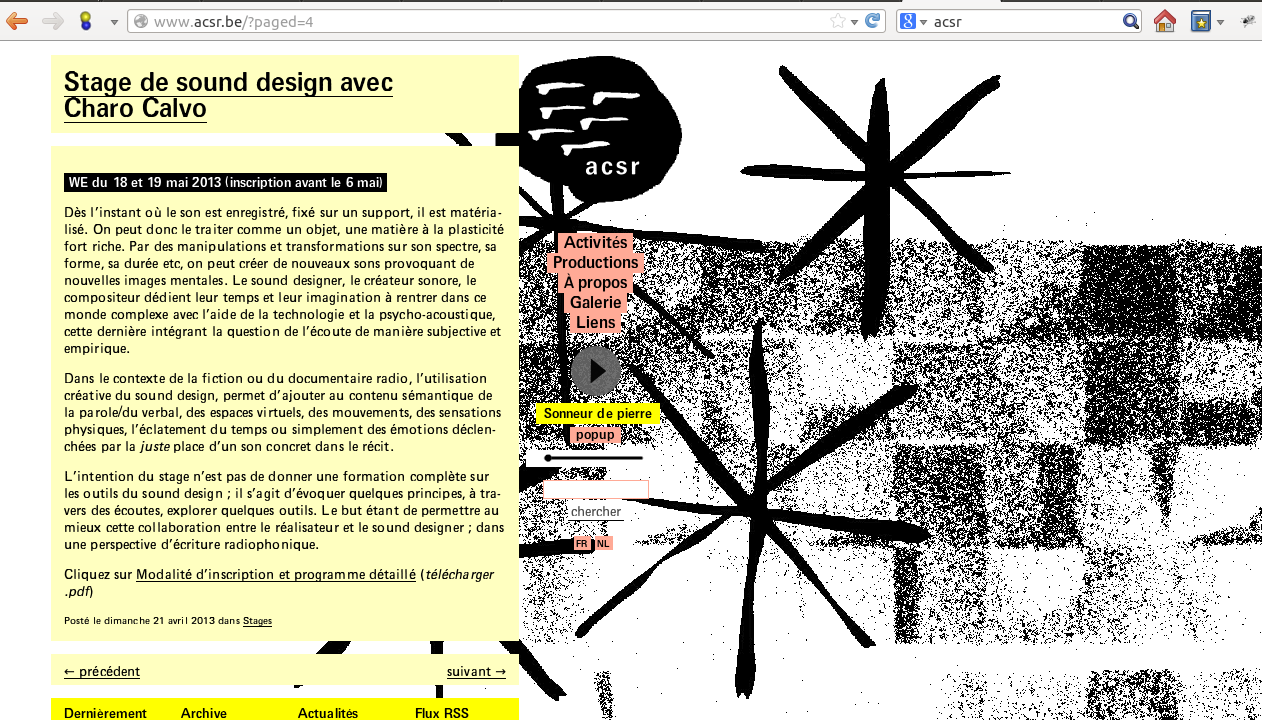 www.acsr.be/?paged=4
acsr
Stage de sound design avec
Charo Calvo
WE du 18 et 19 mai 2013 (inscription avant le 6 mai)
Dès l'instant où le son est enregistré, fixé sur un support, il est matéria-
lisé. On peut donc le traiter comme un objet, une matière à la plasticité
fort riche. Par des manipulations et transformations sur son spectre, sa
forme, sa durée etc, on peut créer de nouveaux sons provoquant de
nouvelles images mentales. Le sound designer, le créateur sonore, le
compositeur dédient leur temps et leur imagination à rentrer dans ce
monde complexe avec l'aide de la technologie et la psycho-acoustique,
cette dernière intégrant la question de l'écoute de manière subjective et
empirique.
Dans le contexte de la fiction ou du documentaire radio, l'utilisation
créative du sound design, permet d'ajouter au contenu sémantique de
la parole/du verbal, des espaces virtuels, des mouvements, des sensations
physiques, l'éclatement du temps ou simplement des émotions déclen-
chées par la juste place d'un son concret dans le récit.
L'intention du stage n'est pas de donner une formation complète sur
les outils du sound design ; il s'agit d'évoquer quelques principes, à tra-
vers des écoutes, explorer quelques outils. Le but étant de permettre au
mieux cette collaboration entre le réalisateur et le sound designer ; dans
une perspective d'écriture radiophonique.
Cliquez sur Modalité d'inscription et programme détaillé (télécharger
.pdf)
Posté le dimanche 21 avril 2013 dans Stages
← précédent suivant →
Dernièrement Archive Actualités Flux RSS
acsr
Activités
Productions
À propos
Galerie
Liens
Sonneur de pierre
popup
chercher
FR NL